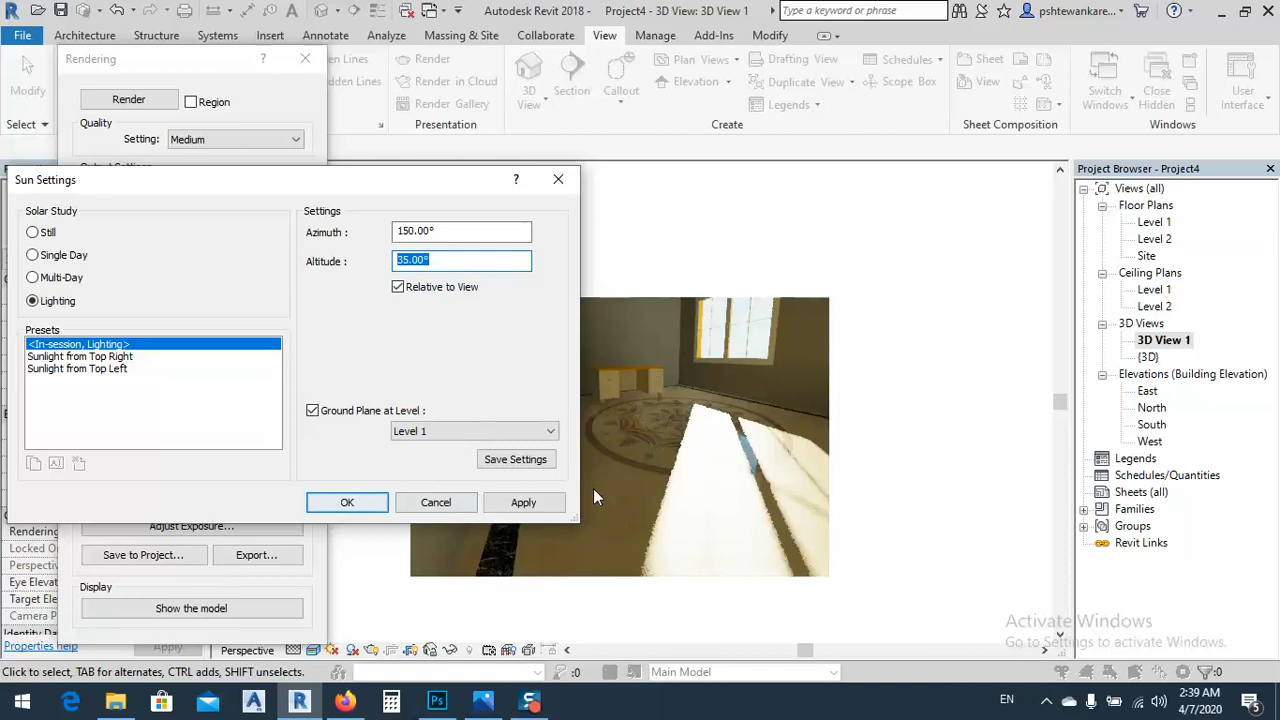 Autodesk Revit 2018 - Project4 - 3D View: 3D View 1
Type a keyword or phrase
pshtewankare...
File Architecture Structure Systems Insert Annotate Analyze Massing & Site Collaborate View Manage Add-Ins Modify
Modify
Select
Render
Render in Cloud
Render Gallery
Presentation
3D View
Section
Callout
Plan Views
Elevation
Drafting View
Duplicate View
Legends
Schedules
Scope Box
Create
Sheet
View
Sheet Composition
Switch Windows
Close Hidden
Windows
User Interface
Rendering
Render
Region
Quality
Setting: Medium
Sun Settings
Solar Study
Still
Single Day
Multi-Day
Lighting
Presets
<In-session, Lighting>
Sunlight from Top Right
Sunlight from Top Left
Settings
Azimuth : 150.00°
Altitude : 35.00°
Relative to View
Ground Plane at Level :
Level 1
Save Settings
OK Cancel Apply
Adjust Exposure...
Save to Project... Export...
Display
Show the model
Properties help
Apply
Project Browser - Project4
Views (all)
Floor Plans
Level 1
Level 2
Site
Ceiling Plans
Level 1
Level 2
3D Views
3D View 1
{3D}
Elevations (Building Elevation)
East
North
South
West
Legends
Schedules/Quantities
Sheets (all)
Families
Groups
Revit Links
Activate Windows
Go to Settings to activate Windows.
Perspective
Click to select, TAB for alternates, CTRL adds, SHIFT unselects.
:0
Main Model
:0
EN
2:39 AM
4/7/2020
5